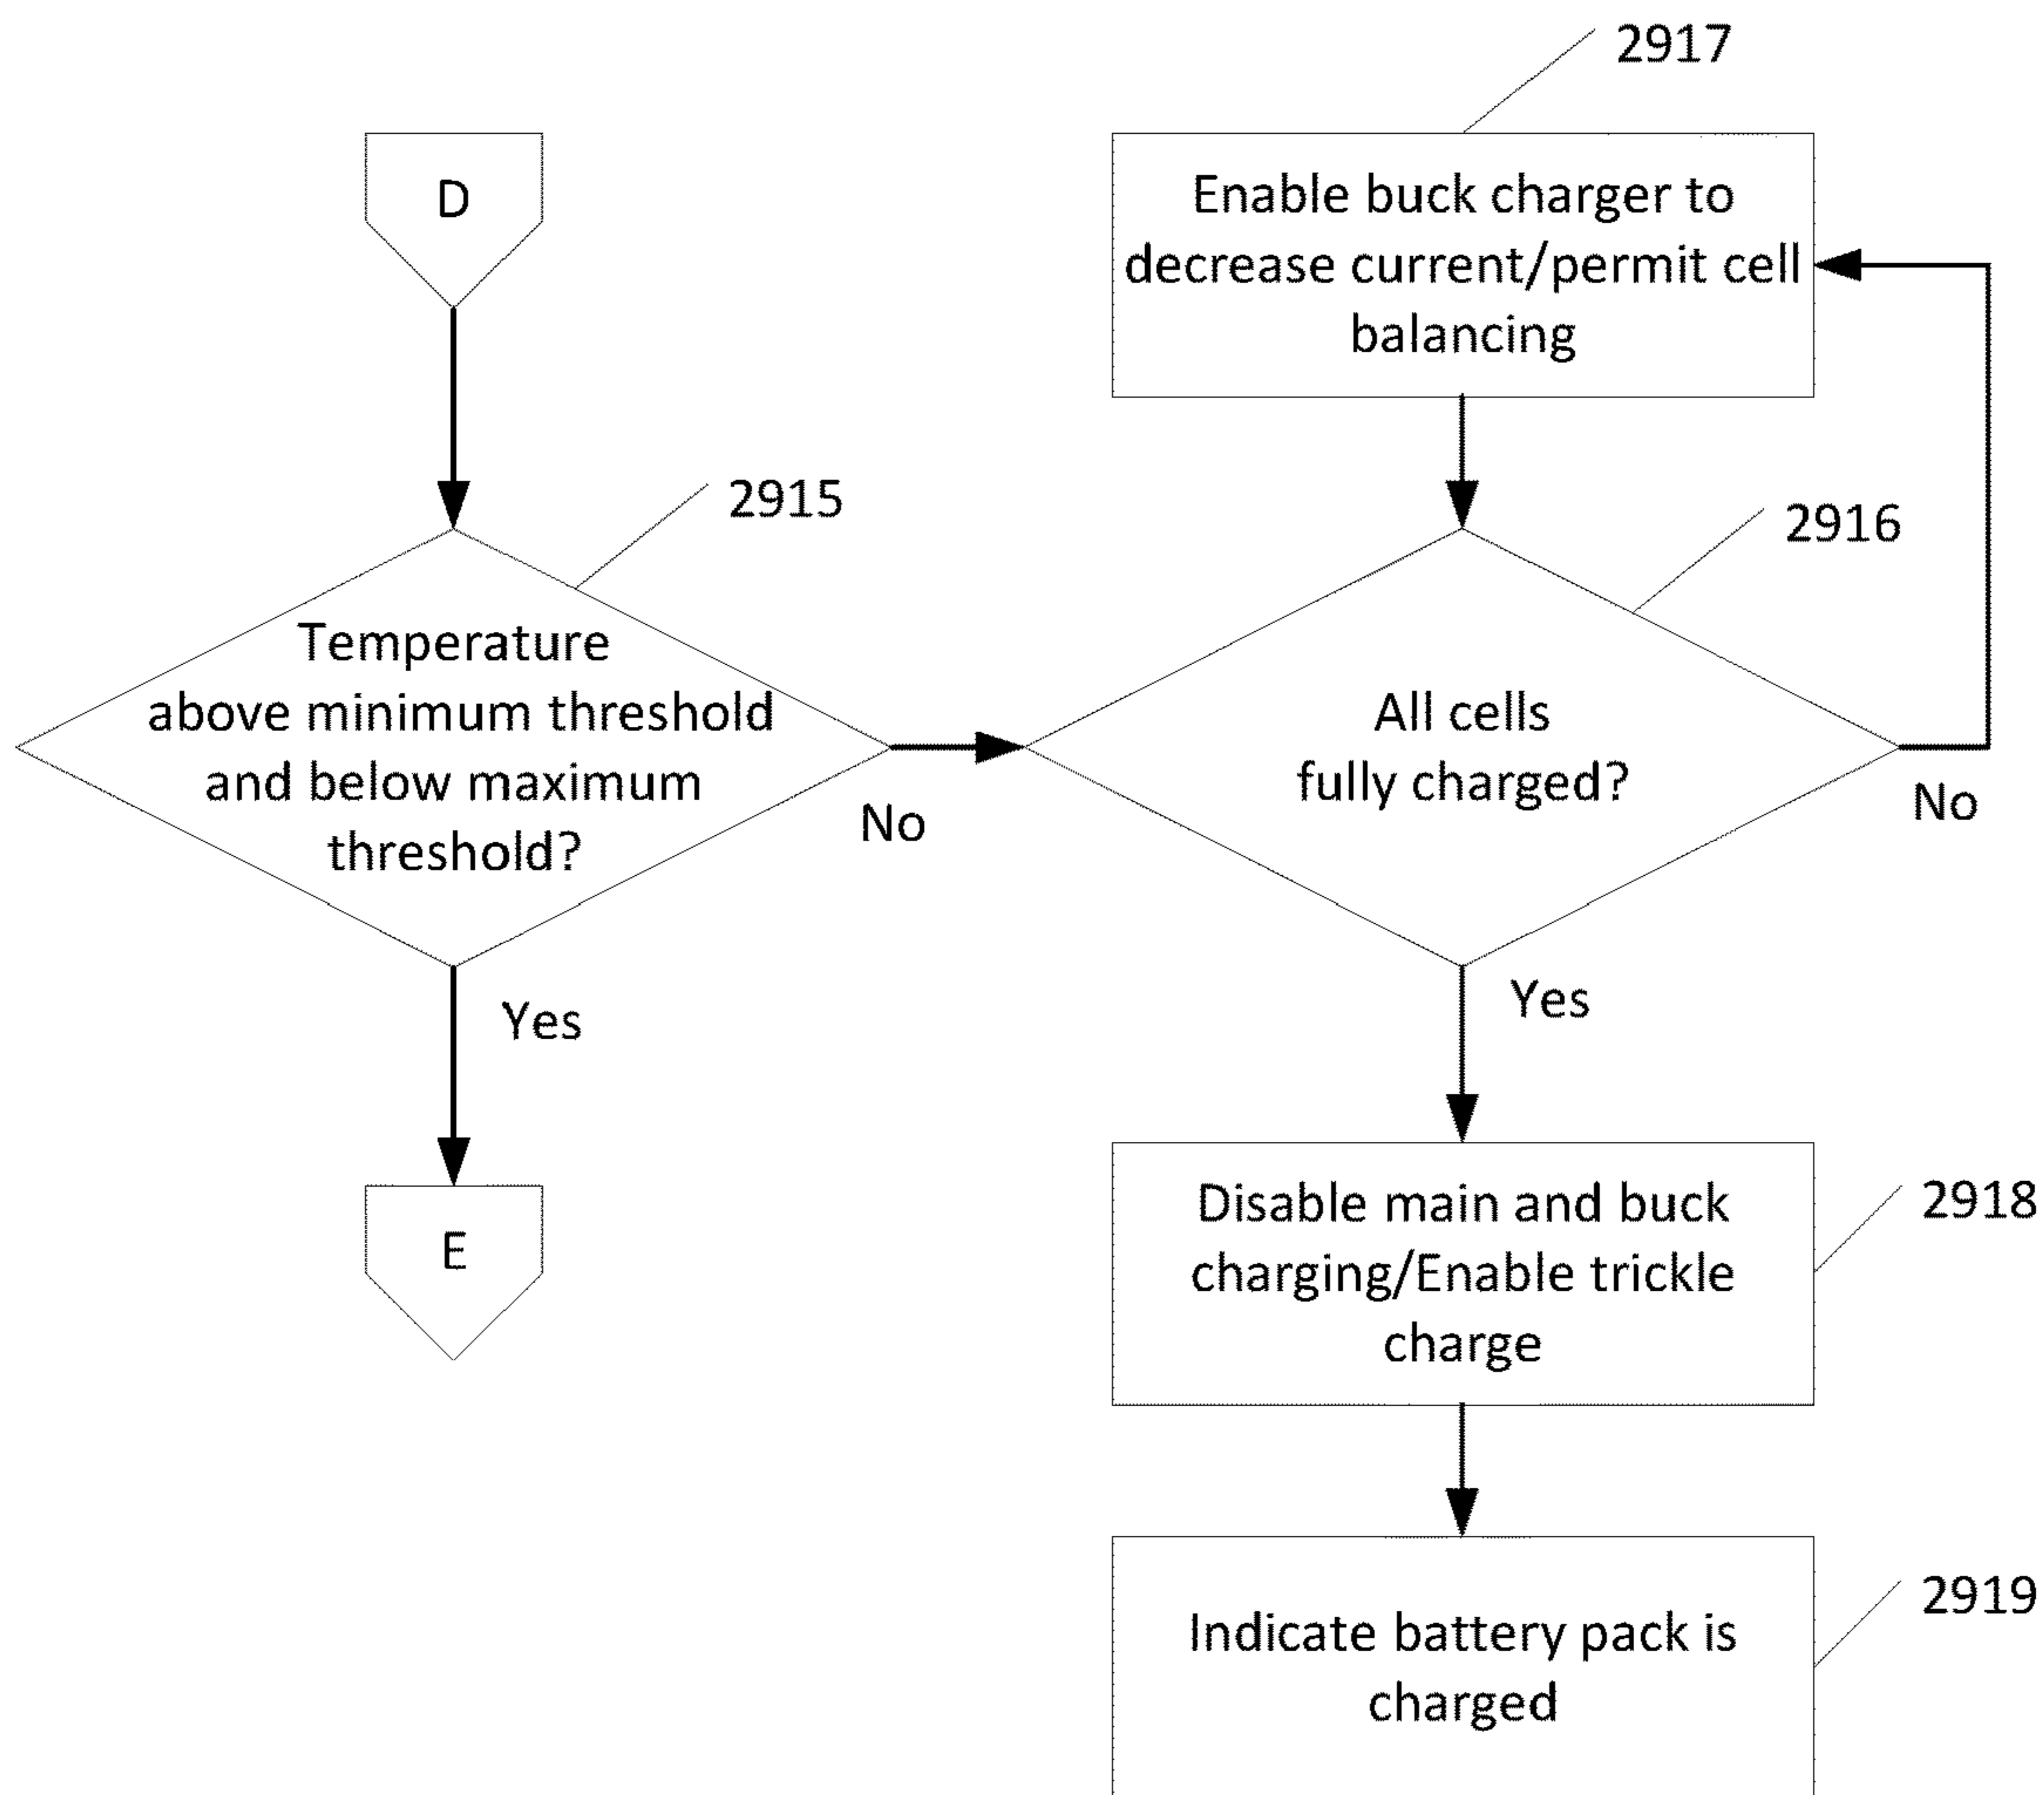 D
2915
Temperature
above minimum threshold
and below maximum
threshold?
No
Yes
E
2917
Enable buck charger to
decrease current/permit cell
balancing
2916
All cells
fully charged?
No
Yes
2918
Disable main and buck
charging/Enable trickle
charge
2919
Indicate battery pack is
charged